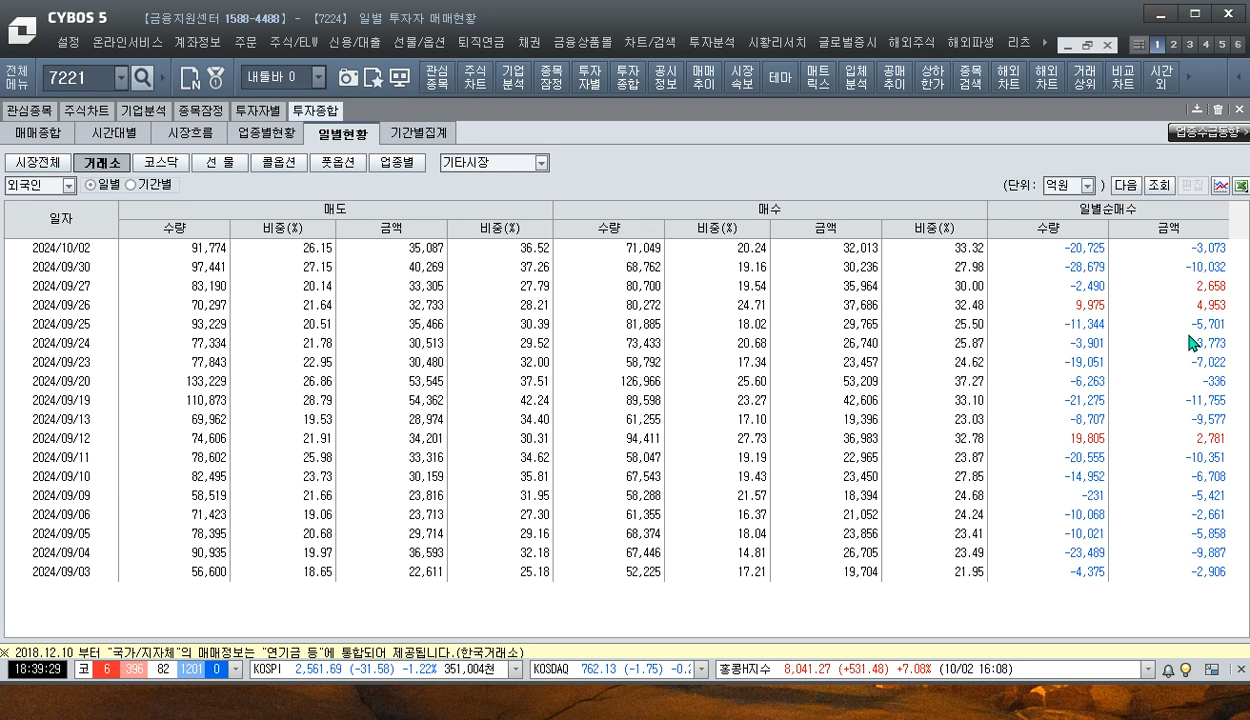 CYBOS 5 【금융지원센터 1588-4488】 - 【7224】 일별 투자자 매매현황
설정 온라인서비스 계좌정보 주문 주식/ELW 신용/대출 선물/옵션 퇴직연금 채권 금융상품몰 차트/검색 투자분석 시황리서치 글로벌증시 해외주식 해외파생 리츠 1 2 3 4 5 6
전체메뉴 7221 내툴바 0 관심종목 주식차트 기업분석 종목잠정 투자자별 투자종합 공시정보 매매추이 시장속보 테마 매트릭스 입체분석 공매추이 상하한가 종목검색 해외차트 해외차트 거래상위 비교차트 시간외
관심종목 주식차트 기업분석 종목잠정 투자자별 투자종합
매매종합 시간대별 시장흐름 업종별현황 일별현황 기간별집계 업종수급동향
시장전체 거래소 코스닥 선 물 콜옵션 풋옵션 업종별 기타시장
외국인 일별 기간별 (단위: 억원 ) 다음 조회 편집
일자 매도 매수 일별순매수
수량 비중(%) 금액 비중(%) 수량 비중(%) 금액 비중(%) 수량 금액
2024/10/02 91,774 26.15 35,087 36.52 71,049 20.24 32,013 33.32 -20,725 -3,073
2024/09/30 97,441 27.15 40,269 37.26 68,762 19.16 30,236 27.98 -28,679 -10,032
2024/09/27 83,190 20.14 33,305 27.79 80,700 19.54 35,964 30.00 -2,490 2,658
2024/09/26 70,297 21.64 32,733 28.21 80,272 24.71 37,686 32.48 9,975 4,953
2024/09/25 93,229 20.51 35,466 30.39 81,885 18.02 29,765 25.50 -11,344 -5,701
2024/09/24 77,334 21.78 30,513 29.52 73,433 20.68 26,740 25.87 -3,901 -3,773
2024/09/23 77,843 22.95 30,480 32.00 58,792 17.34 23,457 24.62 -19,051 -7,022
2024/09/20 133,229 26.86 53,545 37.51 126,966 25.60 53,209 37.27 -6,263 -336
2024/09/19 110,873 28.79 54,362 42.24 89,598 23.27 42,606 33.10 -21,275 -11,755
2024/09/13 69,962 19.53 28,974 34.40 61,255 17.10 19,396 23.03 -8,707 -9,577
2024/09/12 74,606 21.91 34,201 30.31 94,411 27.73 36,983 32.78 19,805 2,781
2024/09/11 78,602 25.98 33,316 34.62 58,047 19.19 22,965 23.87 -20,555 -10,351
2024/09/10 82,495 23.73 30,159 35.81 67,543 19.43 23,450 27.85 -14,952 -6,708
2024/09/09 58,519 21.66 23,816 31.95 58,288 21.57 18,394 24.68 -231 -5,421
2024/09/06 71,423 19.06 23,713 27.30 61,355 16.37 21,052 24.24 -10,068 -2,661
2024/09/05 78,395 20.68 29,714 29.16 68,374 18.04 23,856 23.41 -10,021 -5,858
2024/09/04 90,935 19.97 36,593 32.18 67,446 14.81 26,705 23.49 -23,489 -9,887
2024/09/03 56,600 18.65 22,611 25.18 52,225 17.21 19,704 21.95 -4,375 -2,906
※ 2018.12.10 부터 "국가/지자체"의 매매정보는 "연기금 등"에 통합되어 제공됩니다.(한국거래소)
18:39:29 코 6 396 82 1201 0 KOSPI 2,561.69 (-31.58) -1.22% 351,004천 KOSDAQ 762.13 (-1.75) 홍콩H지수 8,041.27 (+531.48) +7.08% (10/02 16:08)